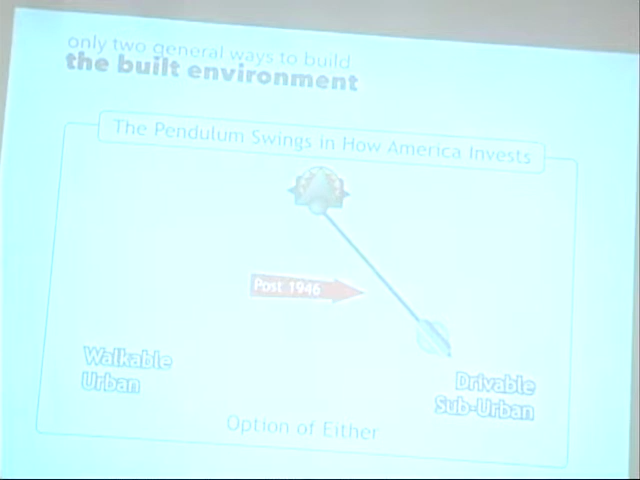 only two general ways to build
the built environment
The Pendulum Swings in How America Invests
Post 1946
Walkable
Urban
Drivable
Sub-Urban
Option of Either